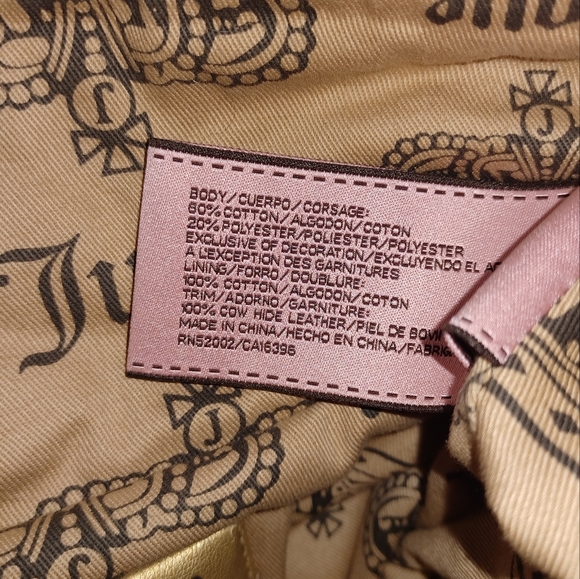 J
J
Ju
BODY/CUERPO/CORSAGE:
80% COTTON/ALGODON/COTON
20% POLYESTER/POLIESTER/POLYESTER
EXCLUSIVE OF DECORATION/EXCLUYENDO EL
A L'EXCEPTION DES GARNITURES
LINING/FORRO/DOUBLURE:
100% COTTON/ALGODON/COTON
TRIM/ADORNO/GARNITURE:
100% COW HIDE LEATHER/PIEL DE
MADE IN CHINA/HECHO EN CHINA/
RN52002/CA16396
J